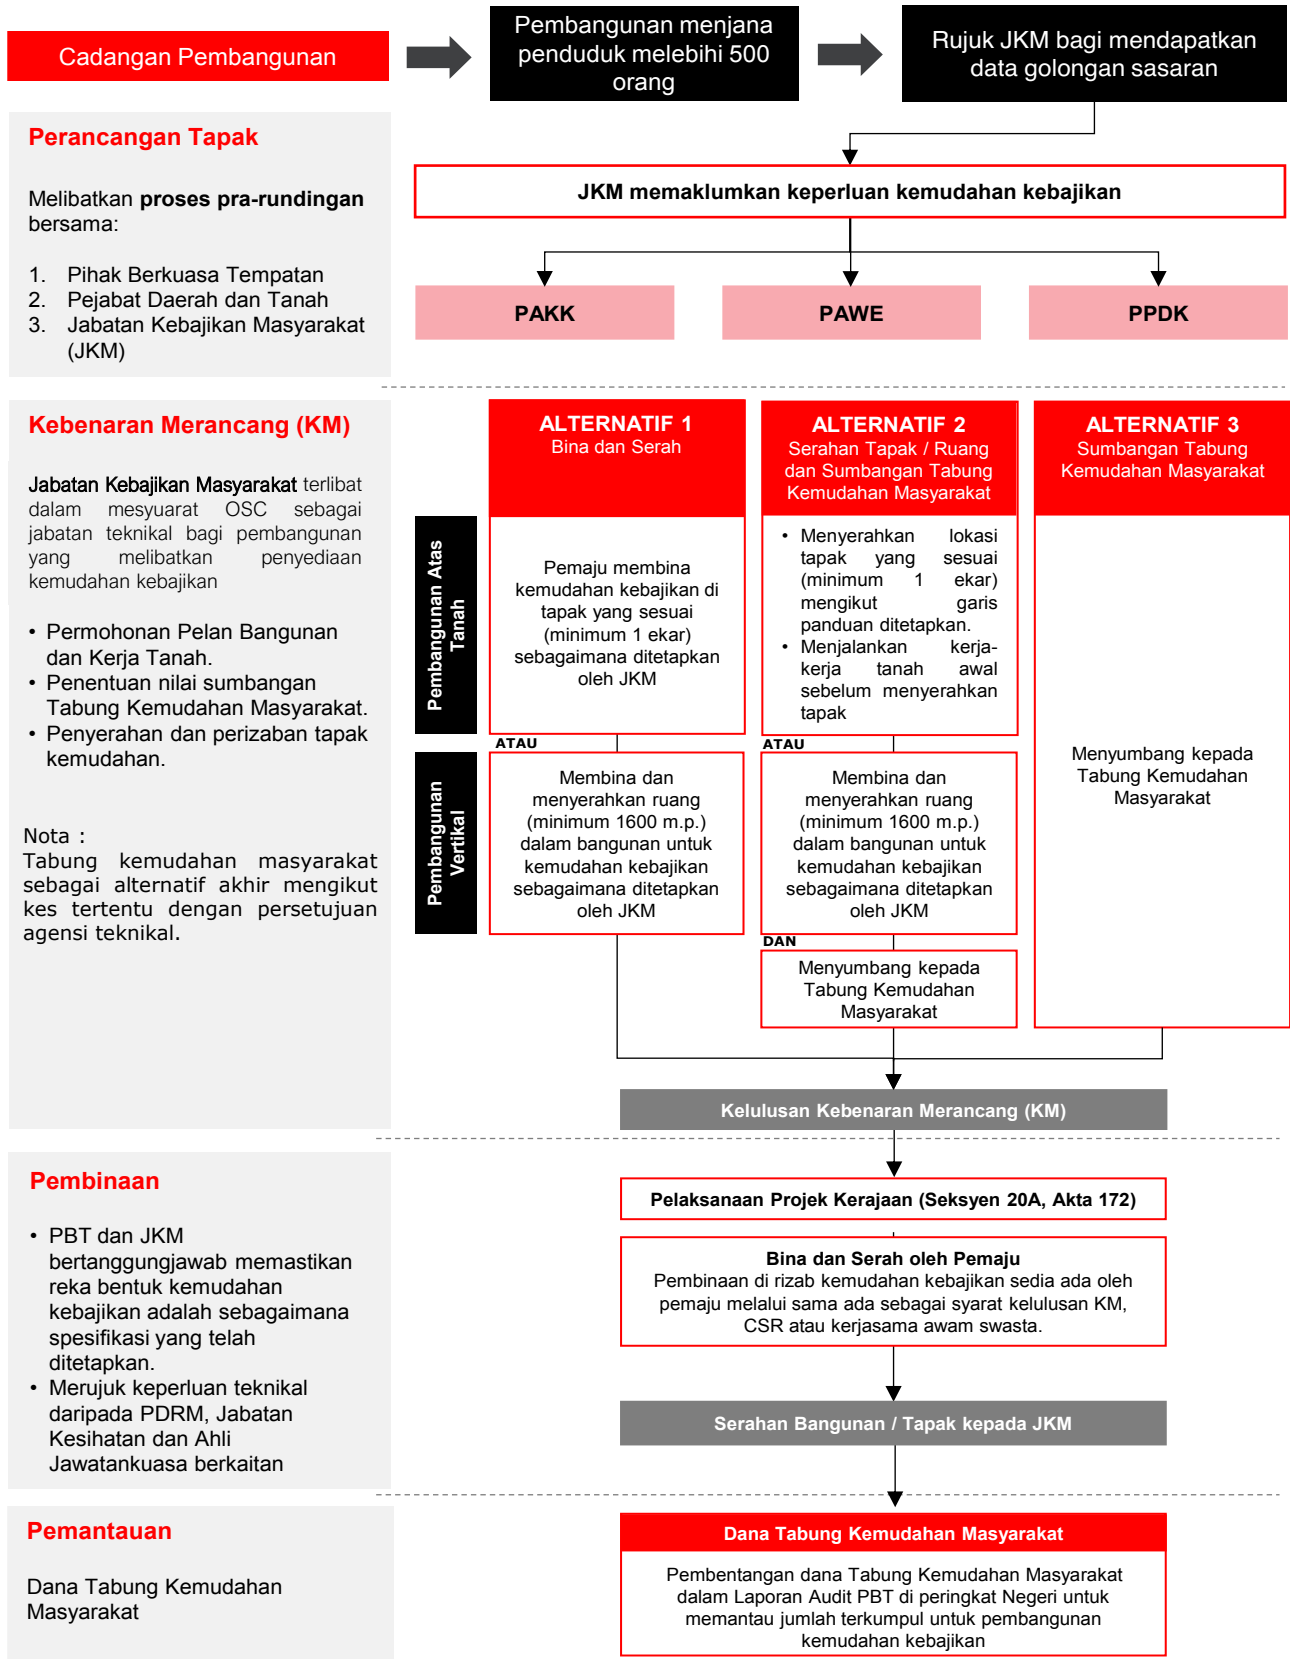 Cadangan Pembangunan
Pembangunan menjana
penduduk melebihi 500
orang
Rujuk JKM bagi mendapatkan
data golongan sasaran
Perancangan Tapak
Melibatkan proses pra-rundingan
bersama:
1. Pihak Berkuasa Tempatan
2. Pejabat Daerah dan Tanah
3. Jabatan Kebajikan Masyarakat
(JKM)
JKM memaklumkan keperluan kemudahan kebajikan
PAKK
PAWE
PPDK
Kebenaran Merancang (KM)
Jabatan Kebajikan Masyarakat terlibat
dalam mesyuarat OSC sebagai
jabatan teknikal bagi pembangunan
yang melibatkan penyediaan
kemudahan kebajikan
• Permohonan Pelan Bangunan
dan Kerja Tanah.
• Penentuan nilai sumbangan
Tabung Kemudahan Masyarakat.
• Penyerahan dan perizaban tapak
kemudahan.
Nota :
Tabung kemudahan masyarakat
sebagai alternatif akhir mengikut
kes tertentu dengan persetujuan
agensi teknikal.
Pembangunan Atas
Tanah
Pembangunan
Vertikal
ALTERNATIF 1
Bina dan Serah
Pemaju membina
kemudahan kebajikan di
tapak yang sesuai
(minimum 1 ekar)
sebagaimana ditetapkan
oleh JKM
ATAU
Membina dan
menyerahkan ruang
(minimum 1600 m.p.)
dalam bangunan untuk
kemudahan kebajikan
sebagaimana ditetapkan
oleh JKM
ALTERNATIF 2
Serahan Tapak / Ruang
dan Sumbangan Tabung
Kemudahan Masyarakat
• Menyerahkan lokasi
tapak yang sesuai
(minimum 1 ekar)
mengikut garis
panduan ditetapkan.
• Menjalankan kerja-
kerja tanah awal
sebelum menyerahkan
tapak
ATAU
Membina dan
menyerahkan ruang
(minimum 1600 m.p.)
dalam bangunan untuk
kemudahan kebajikan
sebagaimana ditetapkan
oleh JKM
DAN
Menyumbang kepada
Tabung Kemudahan
Masyarakat
ALTERNATIF 3
Sumbangan Tabung
Kemudahan Masyarakat
Menyumbang kepada
Tabung Kemudahan
Masyarakat
Kelulusan Kebenaran Merancang (KM)
Pembinaan
• PBT dan JKM
bertanggungjawab memastikan
reka bentuk kemudahan
kebajikan adalah sebagaimana
spesifikasi yang telah
ditetapkan.
• Merujuk keperluan teknikal
daripada PDRM, Jabatan
Kesihatan dan Ahli
Jawatankuasa berkaitan
Pelaksanaan Projek Kerajaan (Seksyen 20A, Akta 172)
Bina dan Serah oleh Pemaju
Pembinaan di rizab kemudahan kebajikan sedia ada oleh
pemaju melalui sama ada sebagai syarat kelulusan KM,
CSR atau kerjasama awam swasta.
Serahan Bangunan / Tapak kepada JKM
Pemantauan
Dana Tabung Kemudahan
Masyarakat
Dana Tabung Kemudahan Masyarakat
Pembentangan dana Tabung Kemudahan Masyarakat
dalam Laporan Audit PBT di peringkat Negeri untuk
memantau jumlah terkumpul untuk pembangunan
kemudahan kebajikan